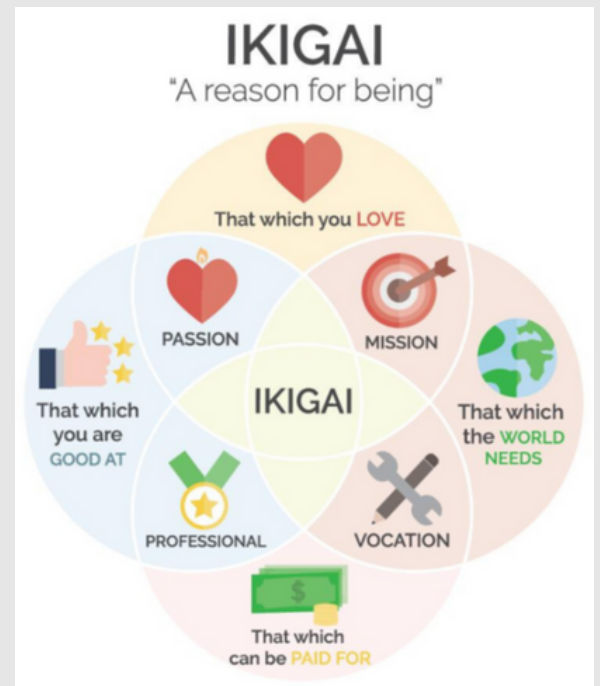 IKIGAI
“A reason for being”
That which you LOVE
PASSION
MISSION
That which
you are
GOOD AT
IKIGAI
That which
the WORLD
NEEDS
PROFESSIONAL
VOCATION
$
That which
can be PAID FOR